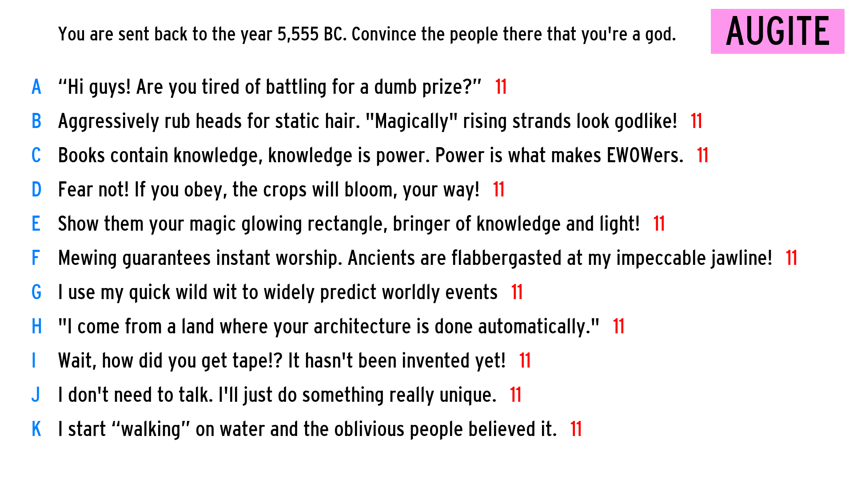 You are sent back to the year 5,555 BC. Convince the people there that you're a god.
AUGITE
A “Hi guys! Are you tired of battling for a dumb prize?” 11
B Aggressively rub heads for static hair. "Magically" rising strands look godlike! 11
C Books contain knowledge, knowledge is power. Power is what makes EWOWers. 11
D Fear not! If you obey, the crops will bloom, your way! 11
E Show them your magic glowing rectangle, bringer of knowledge and light! 11
F Mewing guarantees instant worship. Ancients are flabbergasted at my impeccable jawline! 11
G I use my quick wild wit to widely predict worldly events 11
H "I come from a land where your architecture is done automatically." 11
I Wait, how did you get tape!? It hasn't been invented yet! 11
J I don't need to talk. I'll just do something really unique. 11
K I start “walking” on water and the oblivious people believed it. 11